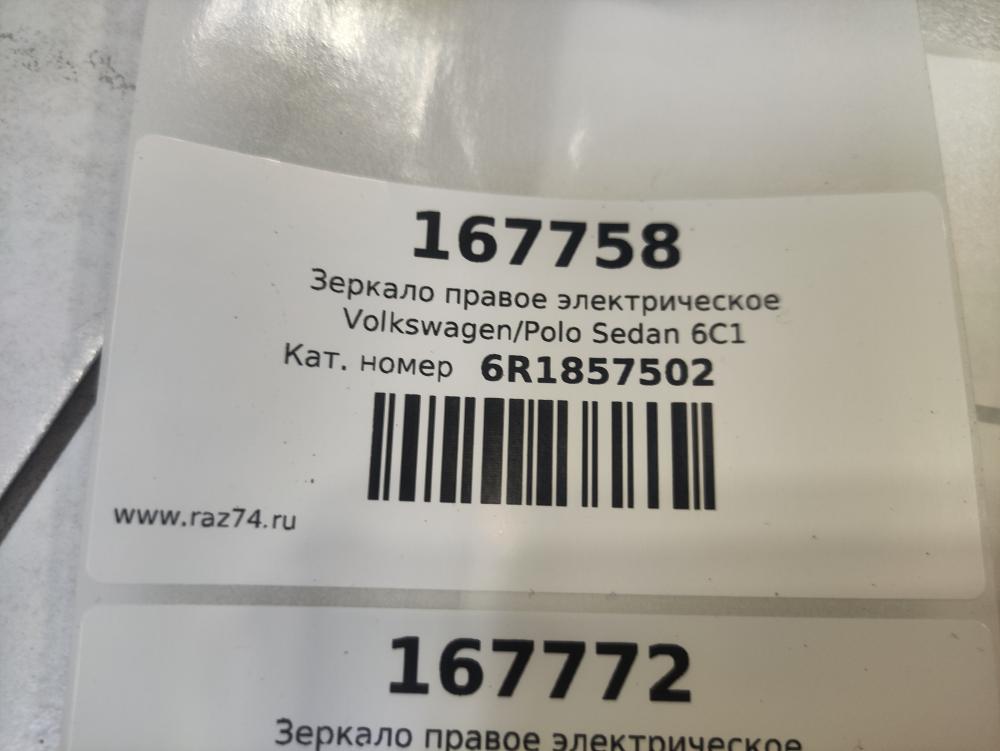 167758
Зеркало правое электрическое
Volkswagen/Polo Sedan 6C1
Кат. номер 6R1857502
www.raz74.ru
167772
Зеркало правое электрическое